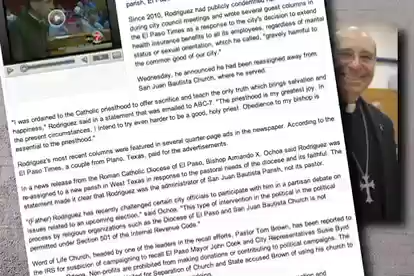 parish, El Pas
Since 2010, Rodriguez had publicly condemned
during city council meetings and wrote several guest columns in
the El Paso Times as a response to the city's decision to extend
health insurance benefits to all its employees, regardless of marital
status or sexual orientation, which he called, "gravely harmful to
the common good of our city."
Wednesday, he announced he had been reassigned away from
San Juan Bautista Church, where he served.
"I was ordained to the Catholic priesthood to offer sacrifice and teach the only truth which brings salvation and
happiness," Rodriguez said in a statement that was emailed to ABC-7. "The priesthood is my greatest joy. In
the present circumstances, I intend to try even harder to be a good, holy priest. Obedience to my bishop is
essential to the priesthood."
Rodriguez's most recent columns were featured in several quarter-page ads in the newspaper. According to the
El Paso Times, a couple from Plano, Texas, paid for the advertisements.
In a news release from the Roman Catholic Diocese of El Paso, Bishop Armando X. Ochoa said Rodriguez was
re-assigned to a new parish in West Texas in response to the pastoral needs of the diocese and its faithful. The
statement made it clear that Rodriguez was the administrator of San Juan Bautista Parish, not its pastor.
"(Father) Rodriguez has recently challenged certain city officials to participate with him in a partisan debate on
issues related to an upcoming election," said Ochoa. "This type of intervention in the political in the political
process by religious organizations such as the Diocese of El Paso and San Juan Bautista Church is not
permitted under Section 501 of the Internal Revenue Code."
Word of Life Church, headed by one of the leaders in the recall efforts, Pastor Tom Brown, has been reported to
the IRS for suspicion of campaigning to recall El Paso Mayor John Cook and City Representatives Susie Byrd
Non-profits are prohibited from making donations or contributing to political campaigns. The
for Separation of Church and State accused Brown of using his church to